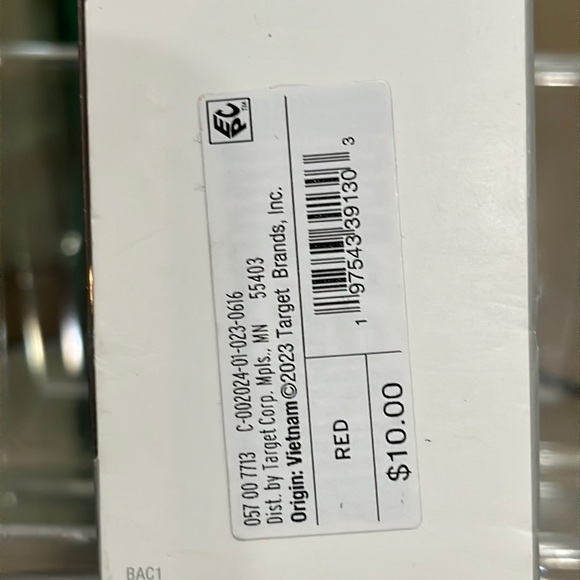 EPC™
057 00 7713 C-002024-01-023-0616
Dist. by Target Corp. Mpls., MN 55403
Origin: Vietnam©2023 Target Brands, Inc.
RED
1 97543 39130 3
$10.00
BAC1